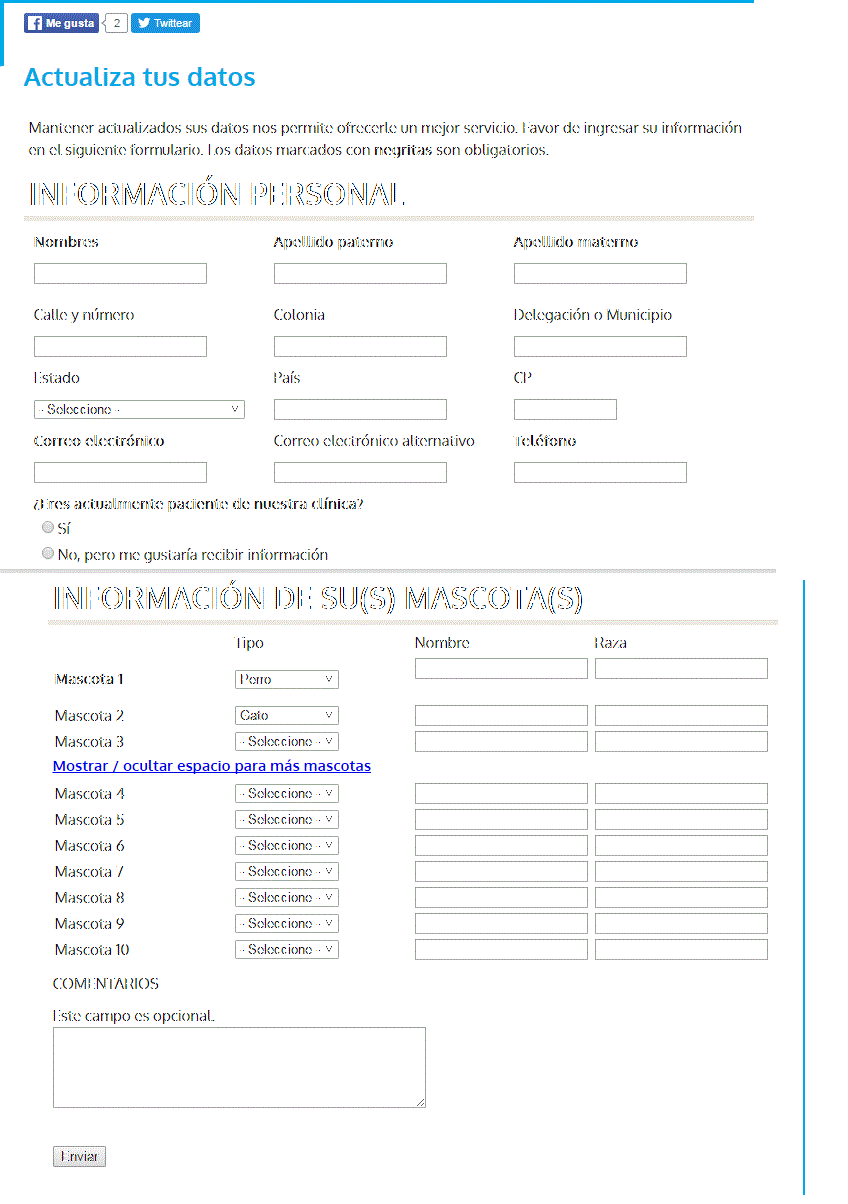 Me gusta 2 Twittear
Actualiza tus datos
Mantener actualizados sus datos nos permite ofrecerle un mejor servicio. Favor de ingresar su información
en el siguiente formulario. Los datos marcados con negritas son obligatorios.
INFORMACIÓN PERSONAL
Nombres Apelllido paterno Apelllido materno
Calle y número Colonia Delegación o Municipio
Estado País CP
-- Seleccione --
Correo electrónico Correo electrónico alternativo Teléfono
¿Eres actualmente paciente de nuestra clínica?
Sí
No, pero me gustaría recibir información
INFORMACIÓN DE SU(S) MASCOTA(S)
Tipo Nombre Raza
Mascota 1 Perro
Mascota 2 Gato
Mascota 3 -- Seleccione --
Mostrar / ocultar espacio para más mascotas
Mascota 4 -- Seleccione --
Mascota 5 -- Seleccione --
Mascota 6 -- Seleccione --
Mascota 7 -- Seleccione --
Mascota 8 -- Seleccione --
Mascota 9 -- Seleccione --
Mascota 10 -- Seleccione --
COMENTARIOS
Este campo es opcional.
Enviar